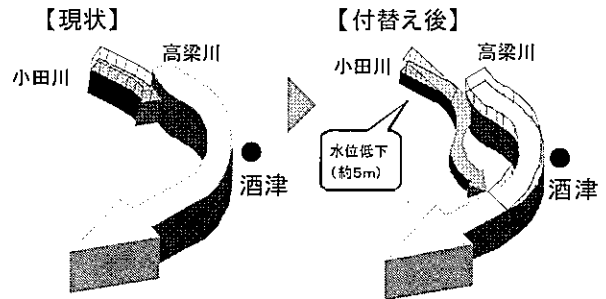 【現状】
高梁川
小田川
酒津
【付替え後】
小田川
高梁川
水位低下
(約5m)
酒津